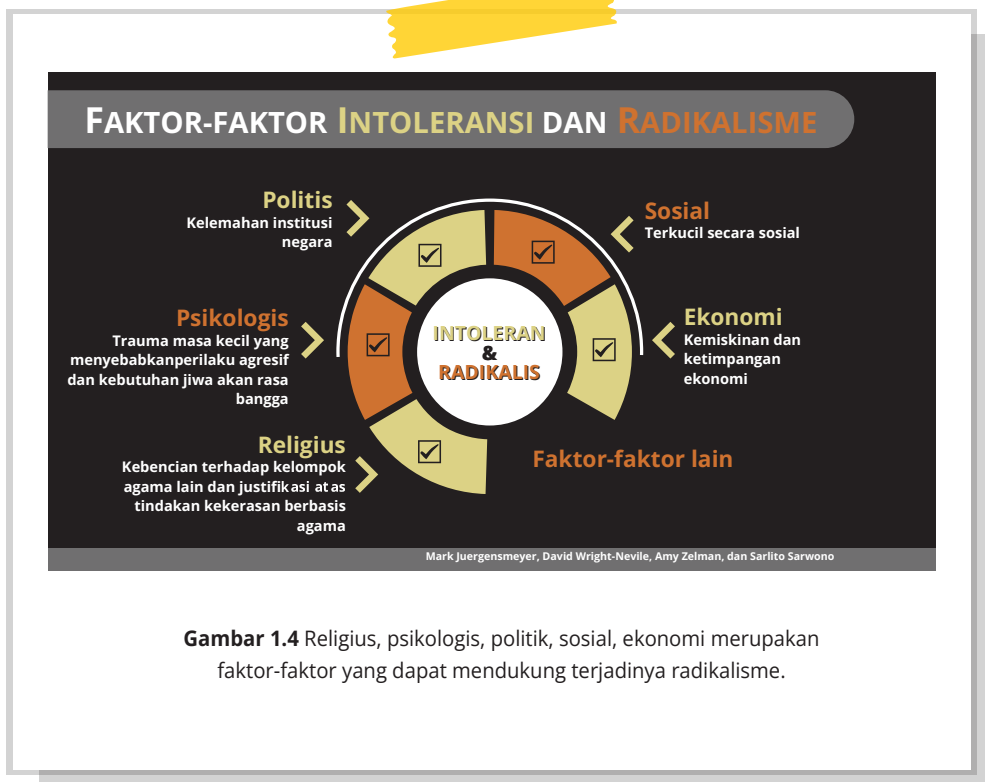 FAKTOR-FAKTOR INTOLERANSI DAN RADIKALISME
Politis
Kelemahan institusi
negara
Sosial
Terkucil secara sosial
Psikologis
Trauma masa kecil yang
menyebabkanperilaku agresif
dan kebutuhan jiwa akan rasa
bangga
INTOLERAN
&
RADIKALIS
Ekonomi
Kemiskinan dan
ketimpangan
ekonomi
Religius
Kebencian terhadap kelompok
agama lain dan justifikasi atas
tindakan kekerasan berbasis
agama
Faktor-faktor lain
Mark Juergensmeyer, David Wright-Nevile, Amy Zelman, dan Sarlito Sarwono
Gambar 1.4 Religius, psikologis, politik, sosial, ekonomi merupakan
faktor-faktor yang dapat mendukung terjadinya radikalisme.